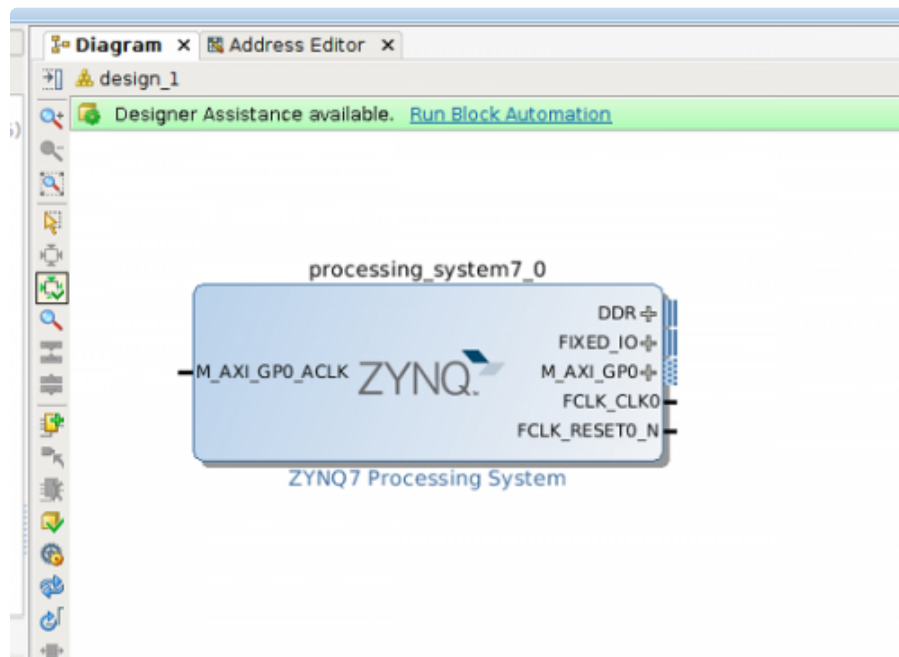 Diagram × Address Editor ×
design_1
Designer Assistance available. Run Block Automation
processing_system7_0
DDR
FIXED_IO
M_AXI_GP0_ACLK ZYNQ. M_AXI_GP0
FCLK_CLK0
FCLK_RESET0_N
ZYNQ7 Processing System